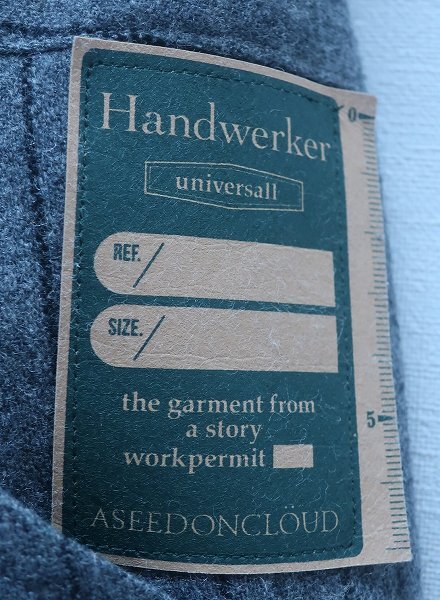 Handwerker
universall
REF. /
SIZE. /
the garment from
a story
workpermit
ASEEDONCLÖUD
0
5